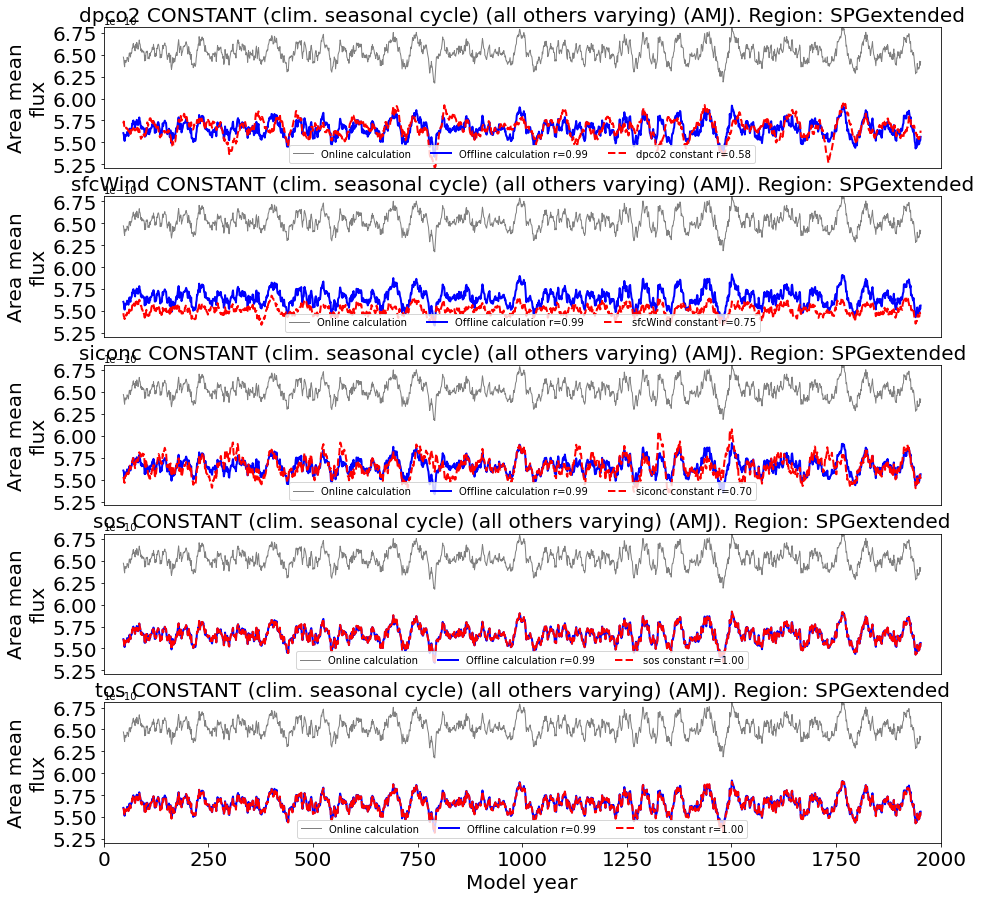 dpco2 CONSTANT (clim. seasonal cycle) (all others varying) (AMJ). Region: SPGextended
1e−10
6.75
6.50
6.25
6.00
5.75
5.50
5.25
Area mean
flux
Online calculation Offline calculation r=0.99 dpco2 constant r=0.58
sfcWind CONSTANT (clim. seasonal cycle) (all others varying) (AMJ). Region: SPGextended
1e−10
6.75
6.50
6.25
6.00
5.75
5.50
5.25
Area mean
flux
Online calculation Offline calculation r=0.99 sfcWind constant r=0.75
siconc CONSTANT (clim. seasonal cycle) (all others varying) (AMJ). Region: SPGextended
1e−10
6.75
6.50
6.25
6.00
5.75
5.50
5.25
Area mean
flux
Online calculation Offline calculation r=0.99 siconc constant r=0.70
sos CONSTANT (clim. seasonal cycle) (all others varying) (AMJ). Region: SPGextended
1e−10
6.75
6.50
6.25
6.00
5.75
5.50
5.25
Area mean
flux
Online calculation Offline calculation r=0.99 sos constant r=1.00
tos CONSTANT (clim. seasonal cycle) (all others varying) (AMJ). Region: SPGextended
1e−10
6.75
6.50
6.25
6.00
5.75
5.50
5.25
Area mean
flux
Online calculation Offline calculation r=0.99 tos constant r=1.00
0 250 500 750 1000 1250 1500 1750 2000
Model year